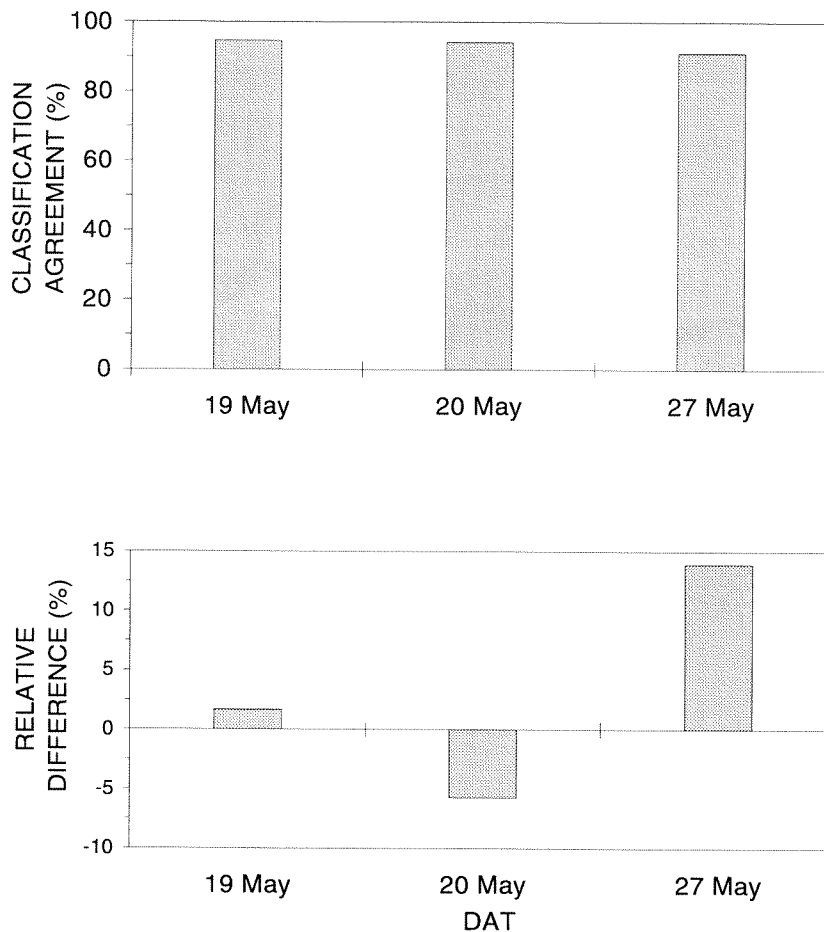 CLASSIFICATION
AGREEMENT (%)
100
80
60
40
20
0
19 May 20 May 27 May
RELATIVE
DIFFERENCE (%)
15
10
5
0
-5
-10
19 May 20 May 27 May
DAT